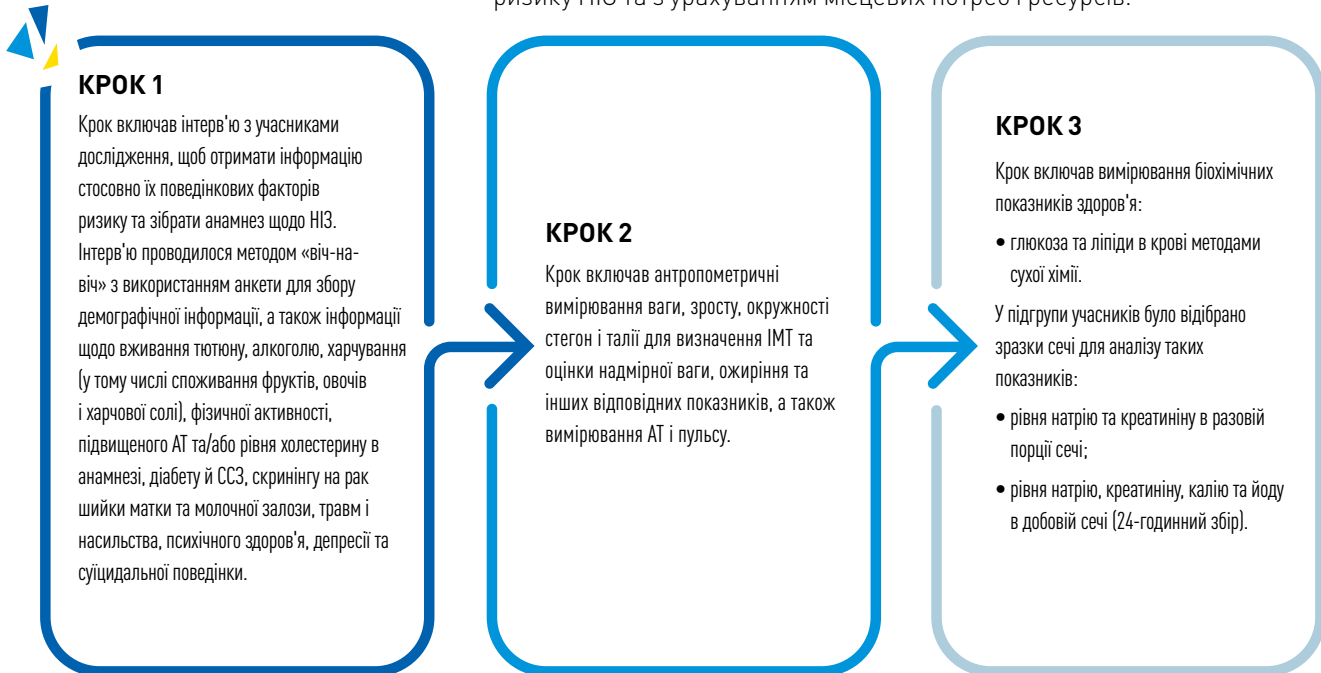 ризику НІЗ та з урахуванням місцевих потреб і ресурсів.
КРОК 1
Крок включав інтерв'ю з учасниками
дослідження, щоб отримати інформацію
стосовно їх поведінкових факторів
ризику та зібрати анамнез щодо НІЗ.
Інтерв'ю проводилося методом «віч-на-
віч» з використанням анкети для збору
демографічної інформації, а також інформації
щодо вживання тютюну, алкоголю, харчування
(у тому числі споживання фруктів, овочів
і харчової солі), фізичної активності,
підвищеного АТ та/або рівня холестерину в
анамнезі, діабету й ССЗ, скринінгу на рак
шийки матки та молочної залози, травм і
насильства, психічного здоров'я, депресії та
суїцидальної поведінки.
КРОК 2
Крок включав антропометричні
вимірювання ваги, зросту, окружності
стегон і талії для визначення ІМТ та
оцінки надмірної ваги, ожиріння та
інших відповідних показників, а також
вимірювання АТ і пульсу.
КРОК 3
Крок включав вимірювання біохімічних
показників здоров'я:
• глюкоза та ліпіди в крові методами
сухої хімії.
У підгрупи учасників було відібрано
зразки сечі для аналізу таких
показників:
• рівня натрію та креатиніну в разовій
порції сечі;
• рівня натрію, креатиніну, калію та йоду
в добовій сечі (24-годинний збір).